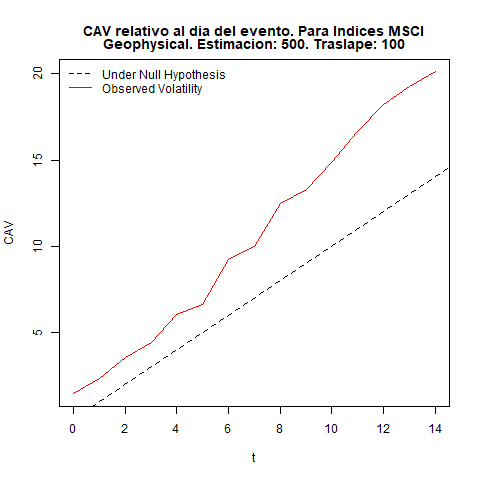 CAV relativo al dia del evento. Para Indices MSCI
Geophysical. Estimacion: 500. Traslape: 100
Under Null Hypothesis
Observed Volatility
20
15
10
5
CAV
0 2 4 6 8 10 12 14
t